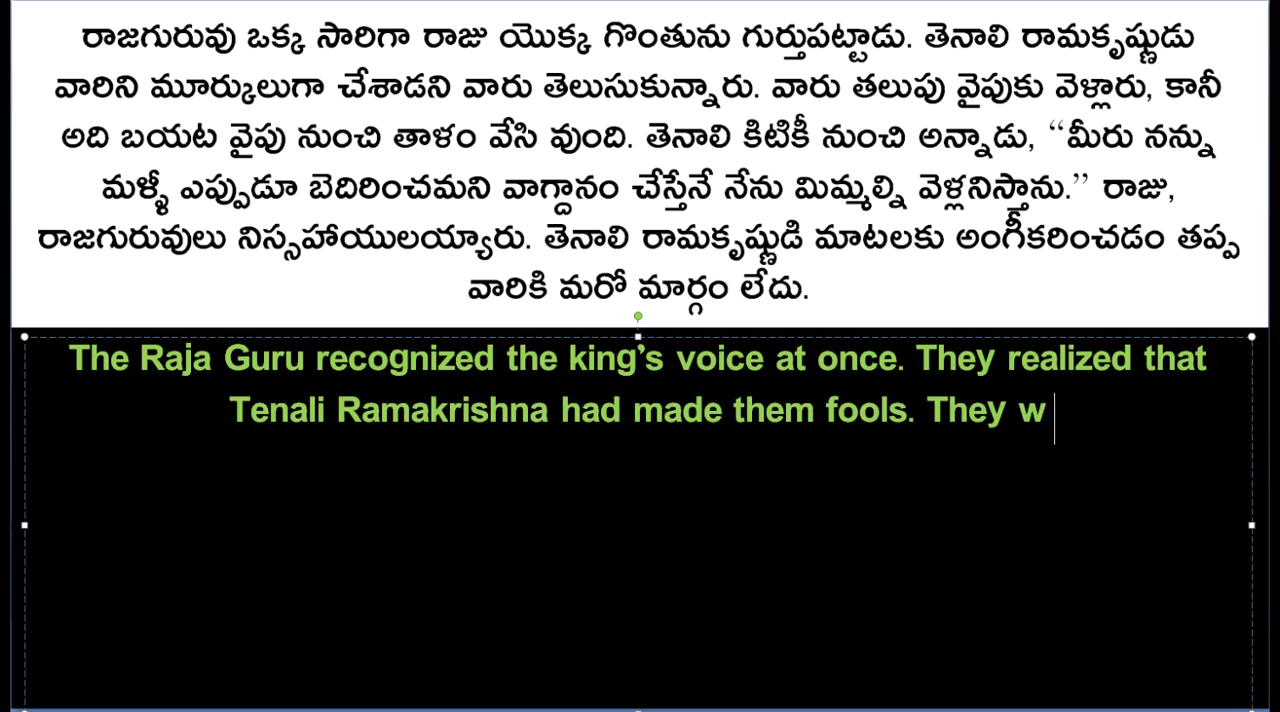 రాజగురువు ఒక్క సారిగా రాజు యొక్క గొంతును గుర్తుపట్టాడు. తెనాలి రామకృష్ణుడు
వారిని మూర్కులుగా చేశాడని వారు తెలుసుకున్నారు. వారు తలుపు వైపుకు వెళ్లారు, కానీ
అది బయట వైపు నుంచి తాళం వేసి వుంది. తెనాలి కిటికీ నుంచి అన్నాడు, “మీరు నన్ను
మళ్ళీ ఎప్పుడూ బెదిరించమని వాగ్దానం చేస్తేనే నేను మిమ్మల్ని వెళ్లనిస్తాను.” రాజు,
రాజగురువులు నిస్సహాయులయ్యారు. తెనాలి రామకృష్ణుడి మాటలకు అంగీకరించడం తప్ప
వారికి మరో మార్గం లేదు.
The Raja Guru recognized the king’s voice at once. They realized that
Tenali Ramakrishna had made them fools. They w